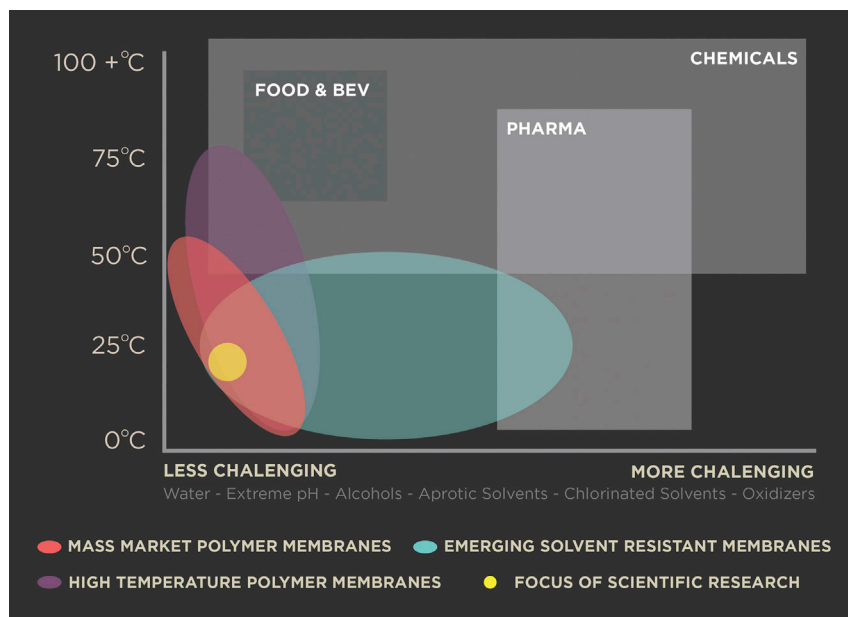 100 +°C
CHEMICALS
FOOD & BEV
PHARMA
75°C
50°C
25°C
0°C
LESS CHALENGING
MORE CHALENGING
Water - Extreme pH - Alcohols - Aprotic Solvents - Chlorinated Solvents - Oxidizers
MASS MARKET POLYMER MEMBRANES
EMERGING SOLVENT RESISTANT MEMBRANES
HIGH TEMPERATURE POLYMER MEMBRANES
FOCUS OF SCIENTIFIC RESEARCH